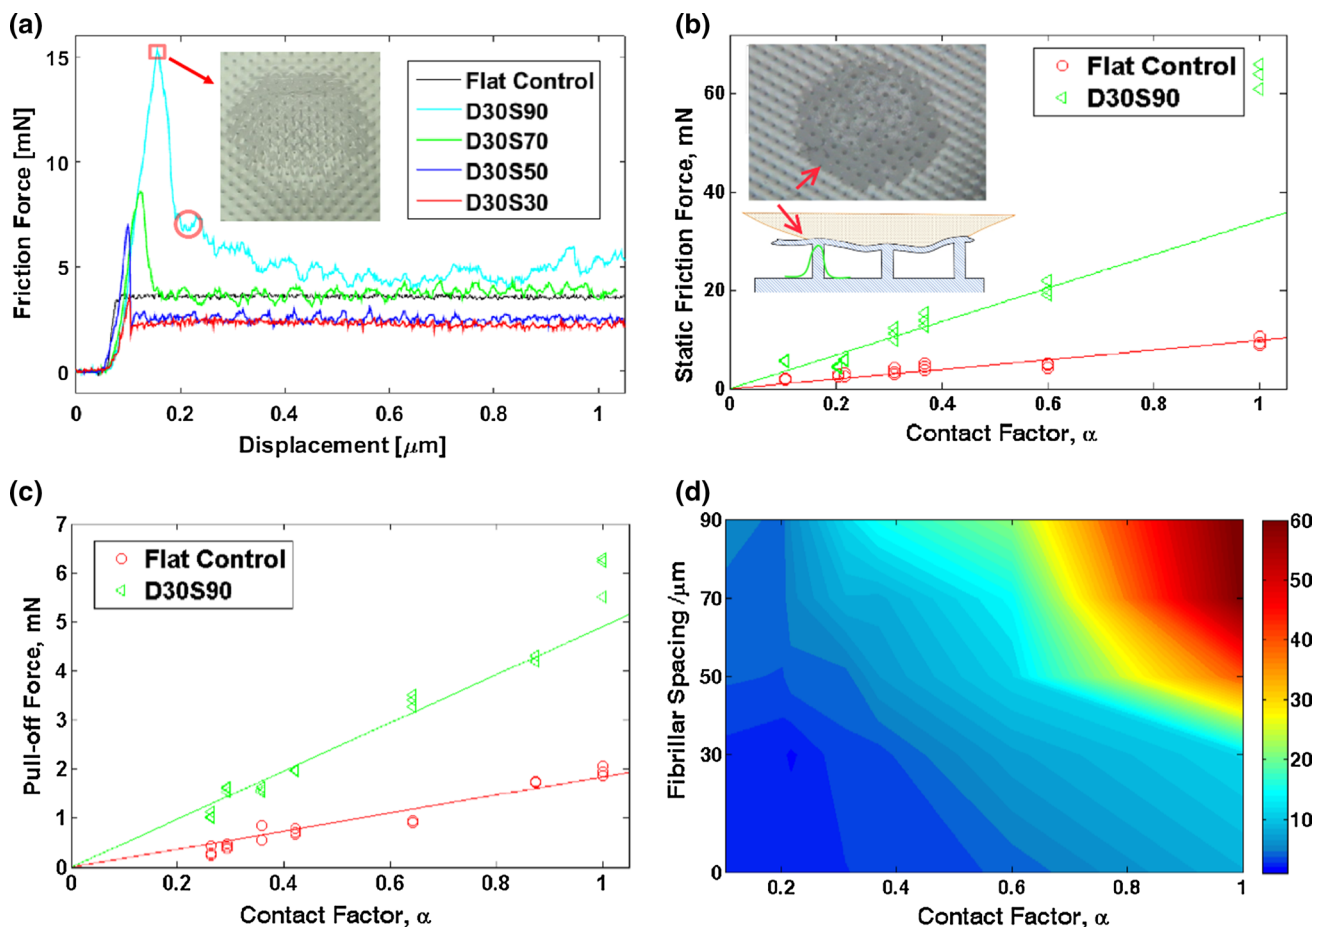 (a)
Friction Force [mN]
15
10
5
0
0 0.2 0.4 0.6 0.8 1
Displacement [μm]
Flat Control
D30S90
D30S70
D30S50
D30S30
(b)
Static Friction Force, mN
60
40
20
0
0 0.2 0.4 0.6 0.8 1
Contact Factor, α
Flat Control
D30S90
(c)
Pull-off Force, mN
7
6
5
4
3
2
1
0
0 0.2 0.4 0.6 0.8 1
Contact Factor, α
Flat Control
D30S90
(d)
Fibrillar Spacing /μm
90
70
50
30
0
0.2 0.4 0.6 0.8 1
Contact Factor, α
60
50
40
30
20
10